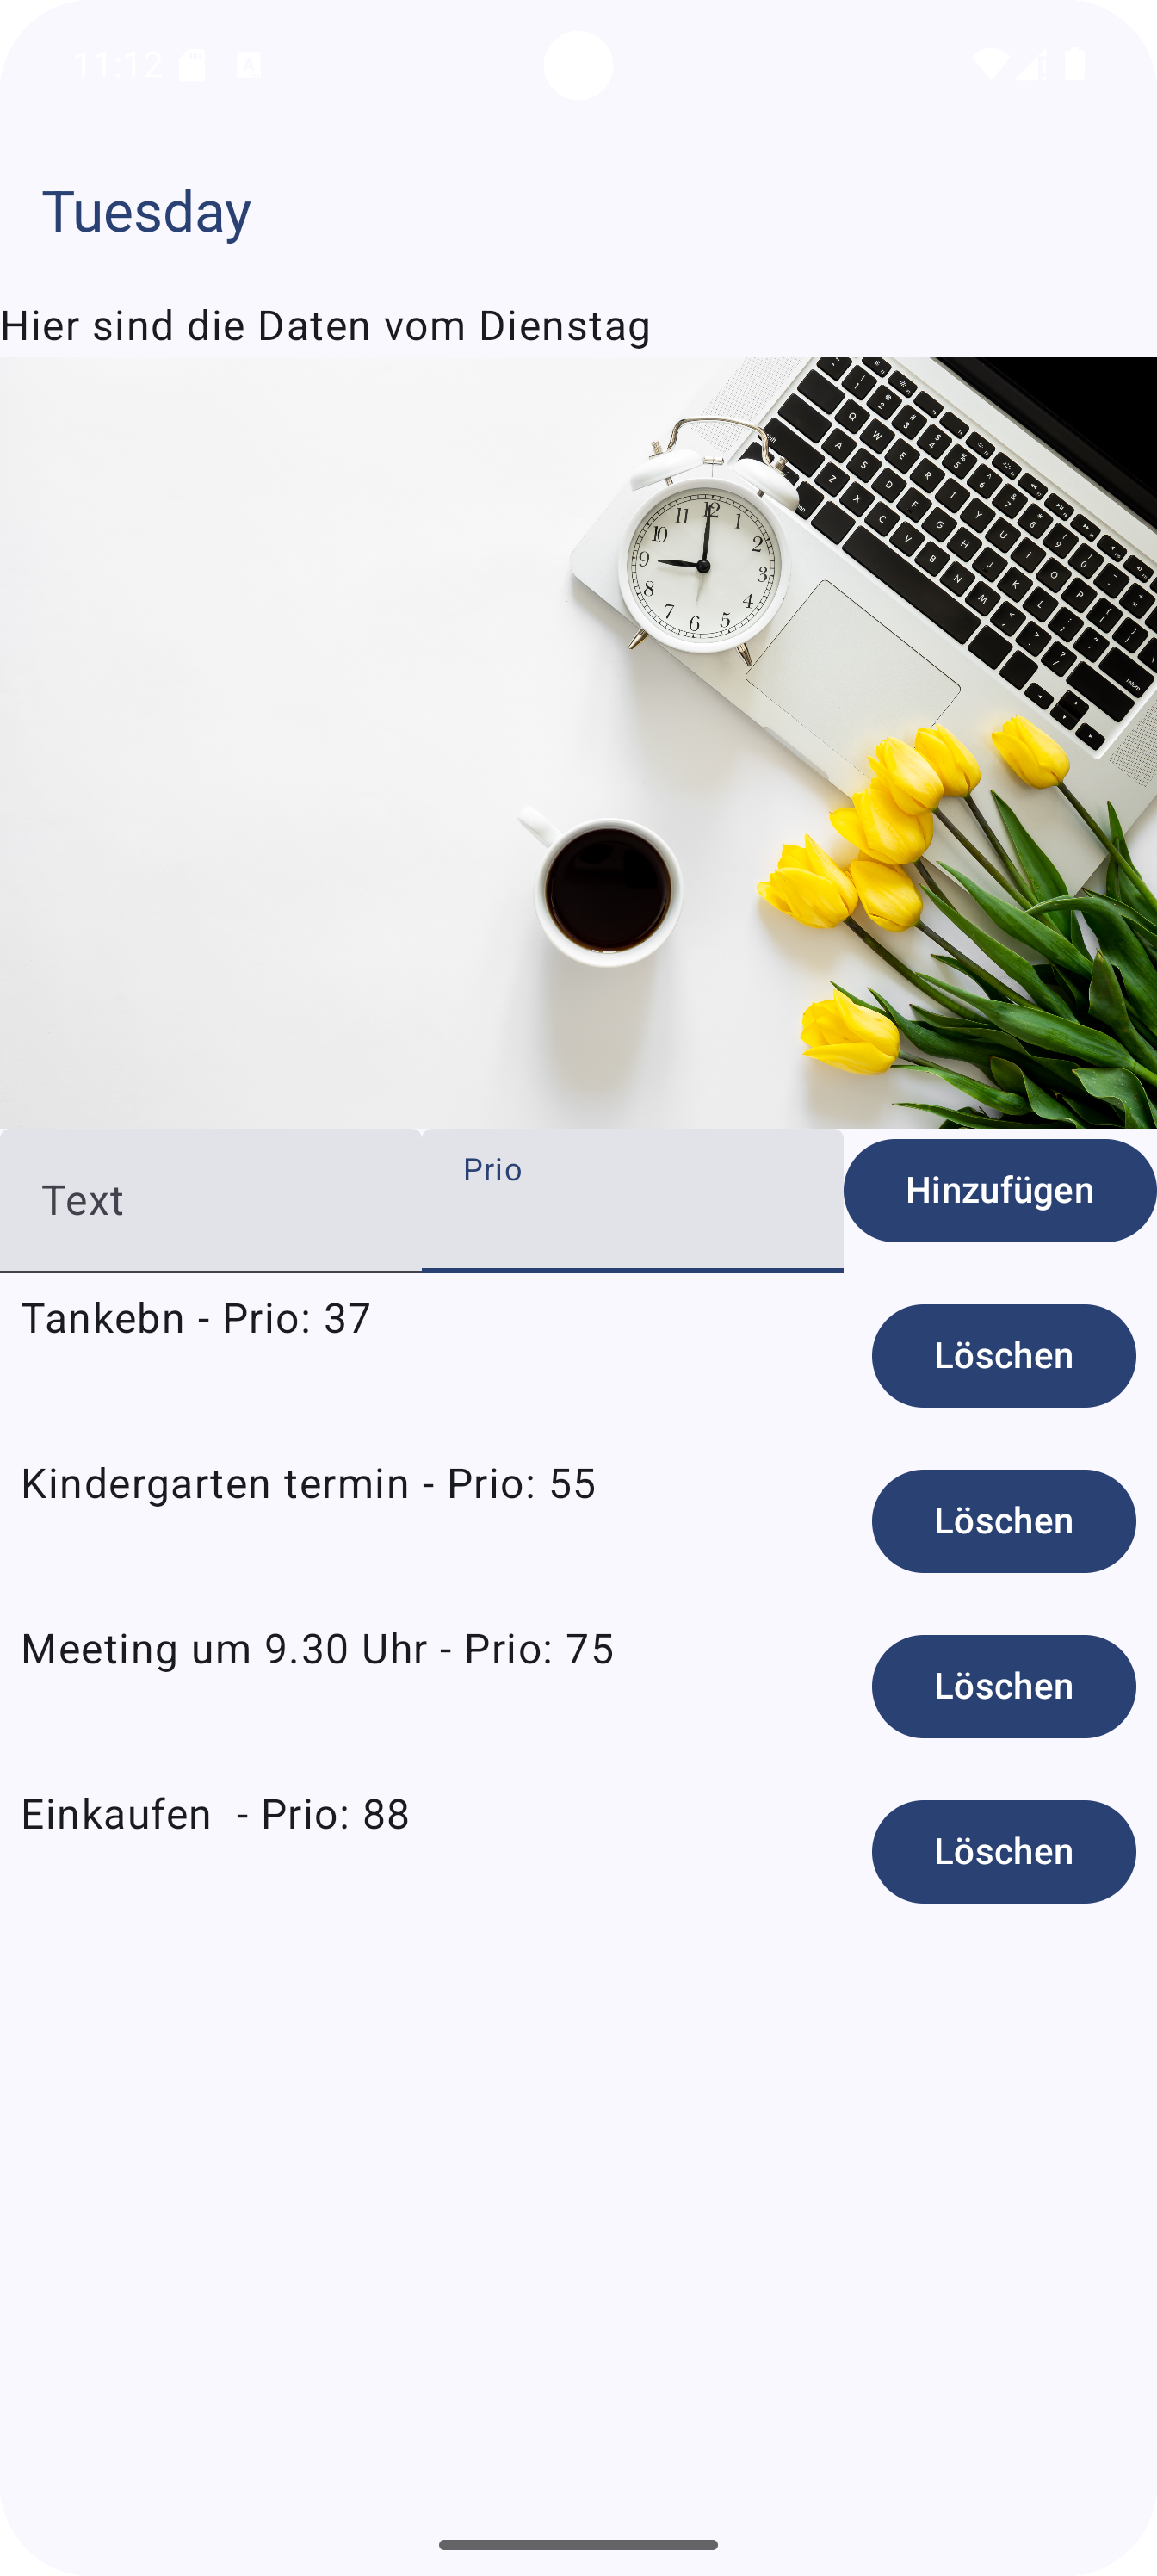 11:12
Tuesday
Hier sind die Daten vom Dienstag
Text
Prio
Hinzufügen
Tankebn - Prio: 37
Löschen
Kindergarten termin - Prio: 55
Löschen
Meeting um 9.30 Uhr - Prio: 75
Löschen
Einkaufen  - Prio: 88
Löschen